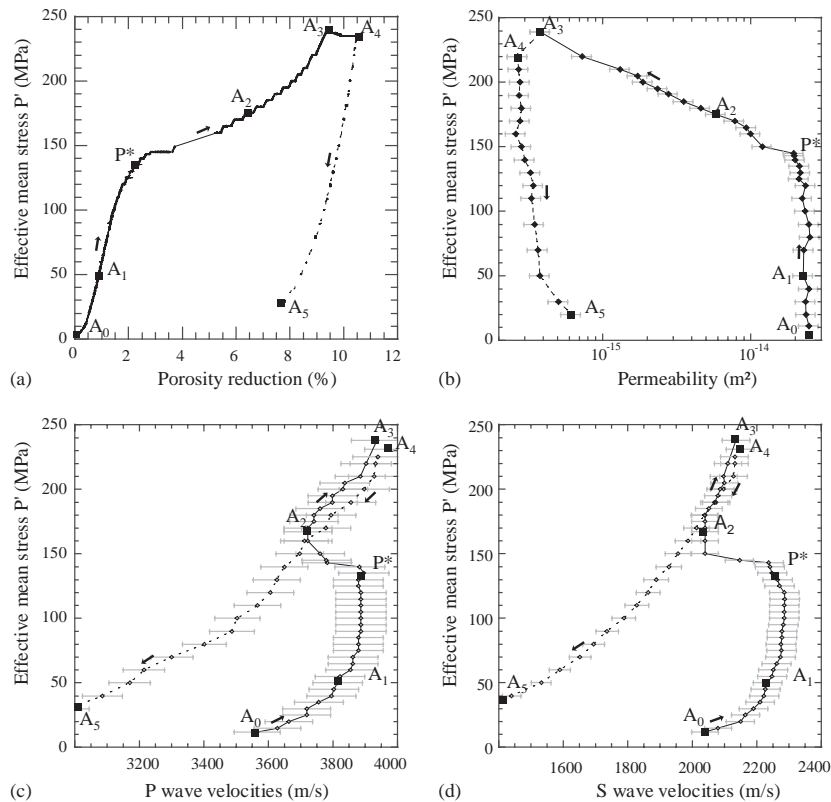 250
200
150
100
50
0
Effective mean stress P' (MPa)
A3
A4
A2
P*
A1
A0
A5
0 2 4 6 8 10 12
(a) Porosity reduction (%)
250
200
150
100
50
0
Effective mean stress P' (MPa)
A3
A4
A2
P*
A1
A0
A5
10⁻¹⁵ 10⁻¹⁴
(b) Permeability (m²)
250
200
150
100
50
0
Effective mean stress P' (MPa)
A3
A4
A2
P*
A1
A0
A5
3200 3400 3600 3800 4000
(c) P wave velocities (m/s)
250
200
150
100
50
0
Effective mean stress P' (MPa)
A3
A4
A2
P*
A1
A0
A5
1600 1800 2000 2200 2400
(d) S wave velocities (m/s)